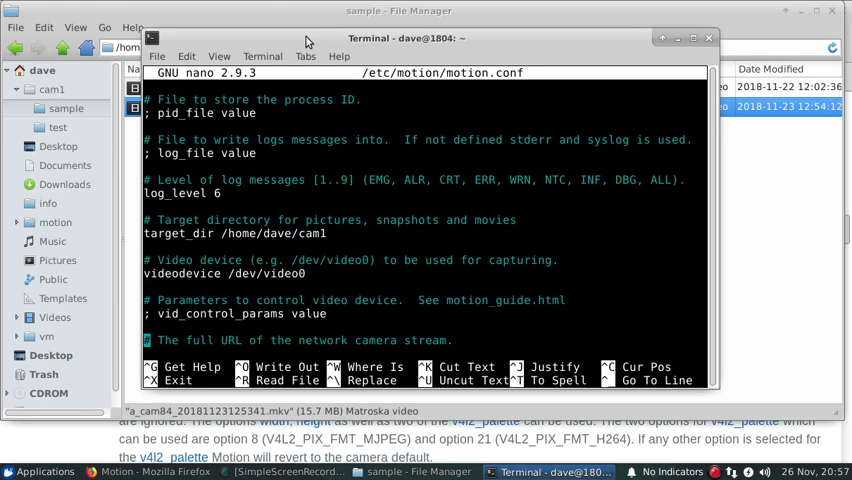 sample - File Manager
File Edit View Go
/hom
dave
cam1
sample
test
Desktop
Documents
Downloads
info
motion
Music
Pictures
Public
Templates
Videos
vm
Desktop
Trash
CDROM
Na
Date Modified
2018-11-22 12:02:36
2018-11-23 12:54:12
Terminal - dave@1804: ~
File Edit View Terminal Tabs Help
GNU nano 2.9.3 /etc/motion/motion.conf
# File to store the process ID.
; pid_file value
# File to write logs messages into. If not defined stderr and syslog is used.
; log_file value
# Level of log messages [1..9] (EMG, ALR, CRT, ERR, WRN, NTC, INF, DBG, ALL).
log_level 6
# Target directory for pictures, snapshots and movies
target_dir /home/dave/cam1
# Video device (e.g. /dev/video0) to be used for capturing.
videodevice /dev/video0
# Parameters to control video device. See motion_guide.html
; vid_control_params value
# The full URL of the network camera stream.
^G Get Help ^O Write Out ^W Where Is ^K Cut Text ^J Justify ^C Cur Pos
^X Exit ^R Read File ^\ Replace ^U Uncut Text ^T To Spell ^_ Go To Line
"a_cam84_20181123125341.mkv" (15.7 MB) Matroska video
are ignored. The options width, height as well as two of the v4l2_palette can be used. The two options for v4l2_palette which
can be used are option 8 (V4L2_PIX_FMT_MJPEG) and option 21 (V4L2_PIX_FMT_H264). If any other option is selected for
the v4l2_palette Motion will revert to the camera default.
Applications Motion - Mozilla Firefox [SimpleScreenRecord... sample - File Manager Terminal - dave@180... No Indicators 26 Nov, 20:57